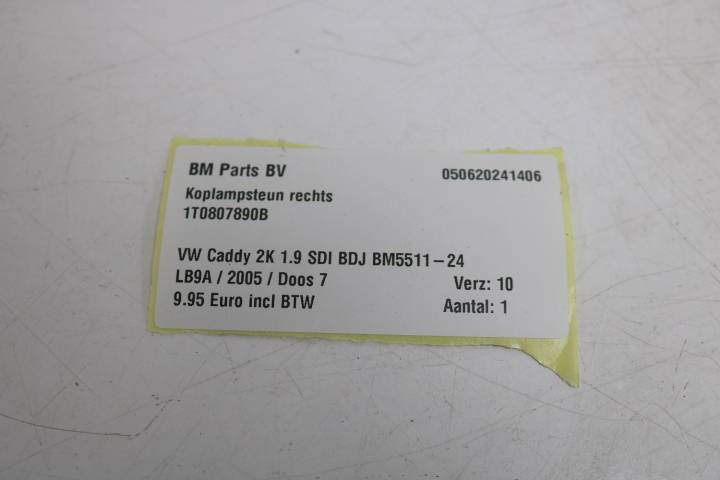 BM Parts BV 050620241406
Koplampsteun rechts
1T0807890B
VW Caddy 2K 1.9 SDI BDJ BM5511-24
LB9A / 2005 / Doos 7 Verz: 10
9.95 Euro incl BTW Aantal: 1